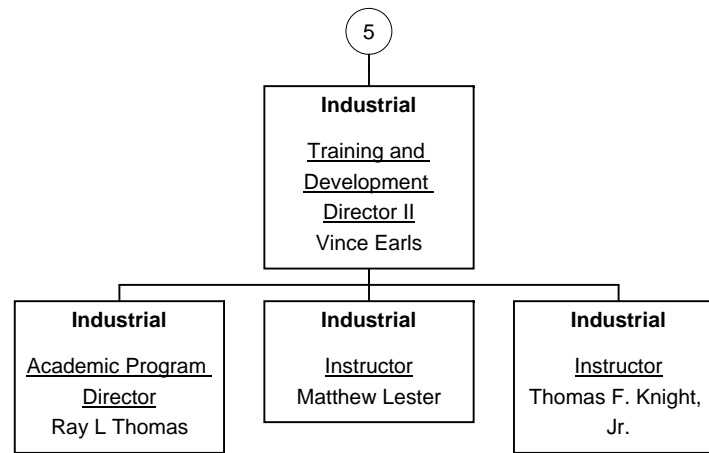 5
Industrial
Training and
Development
Director II
Vince Earls
Industrial
Academic Program
Director
Ray L Thomas
Industrial
Instructor
Matthew Lester
Industrial
Instructor
Thomas F. Knight,
Jr.